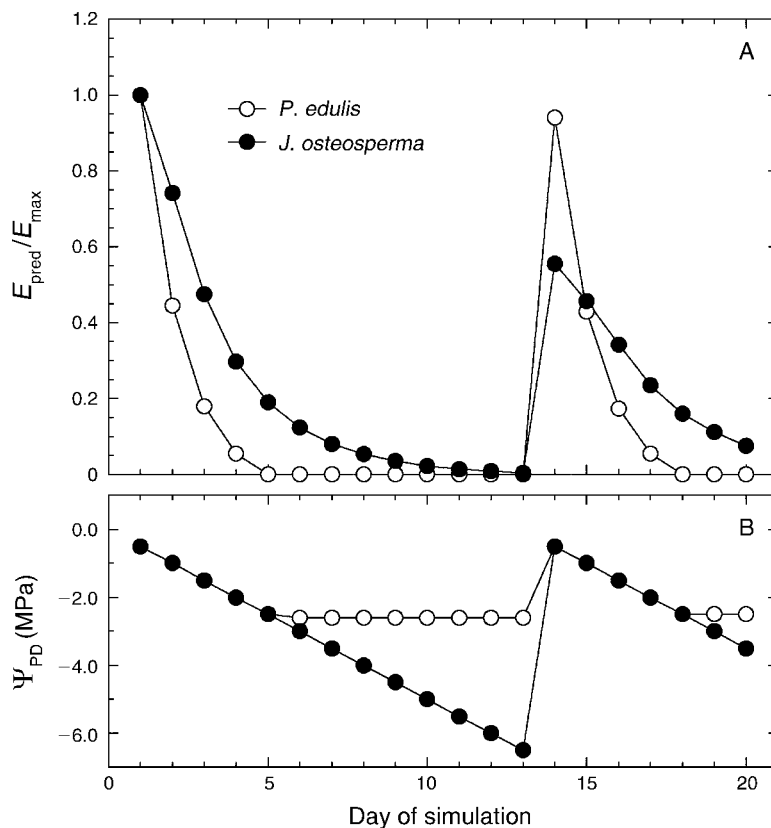 A
1.2
1.0
0.8
0.6
0.4
0.2
0
E_pred/E_max
P. edulis
J. osteosperma
B
0.0
−2.0
−4.0
−6.0
Ψ_PD (MPa)
0 5 10 15 20
Day of simulation